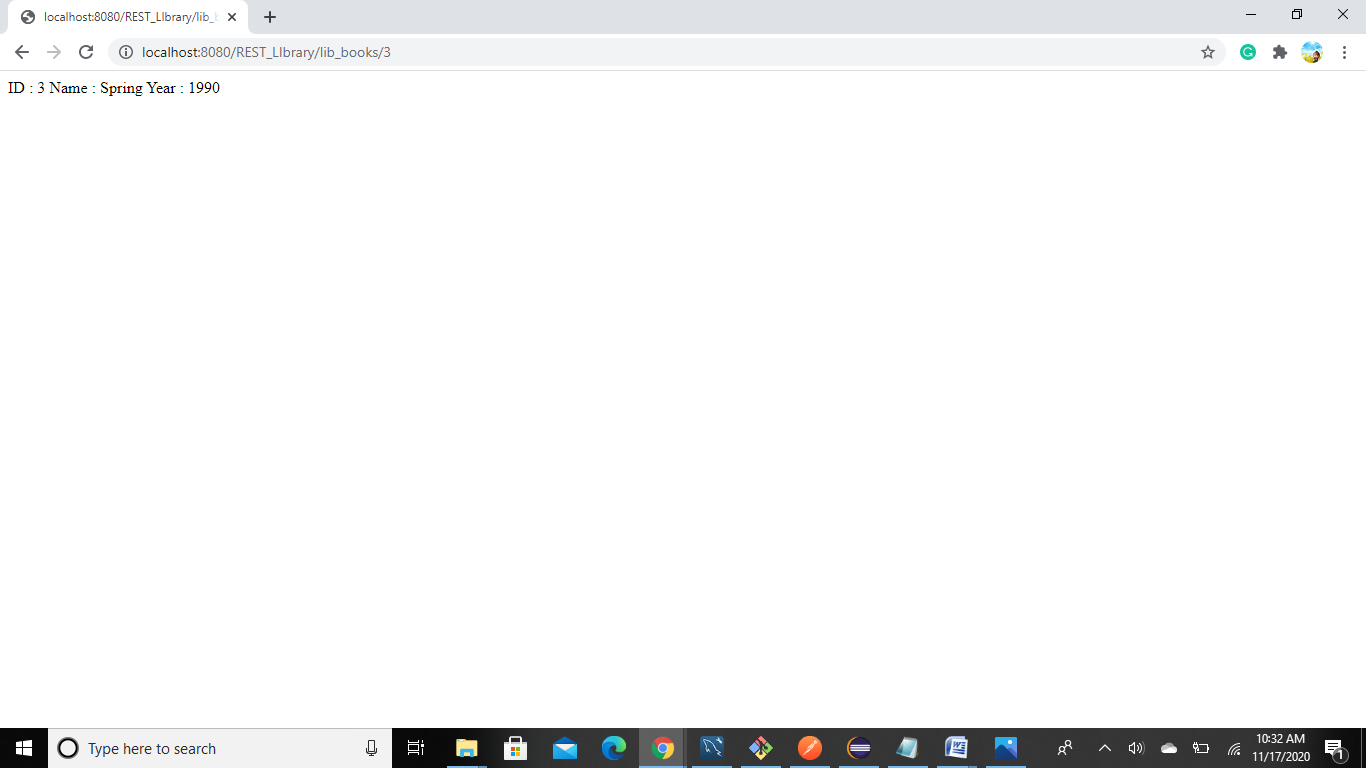 localhost:8080/REST_LIbrary/lib_
localhost:8080/REST_LIbrary/lib_books/3
ID : 3 Name : Spring Year : 1990
Type here to search
10:32 AM
11/17/2020
1